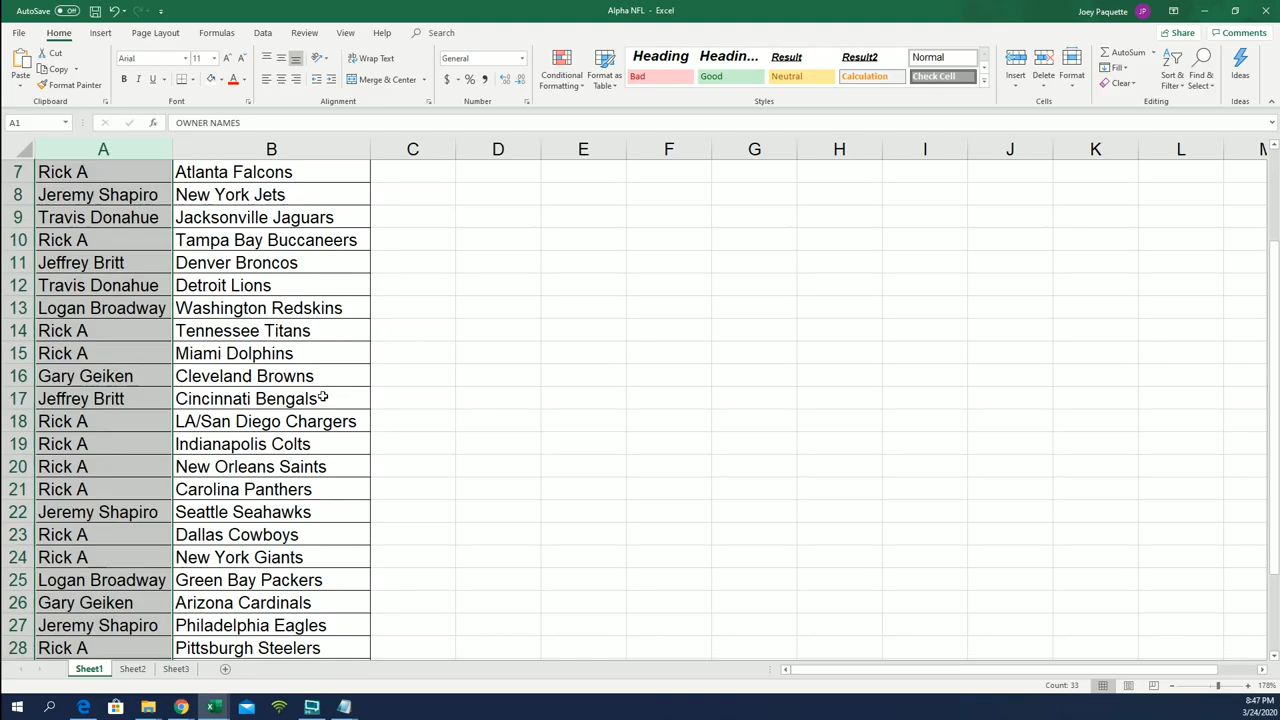 AutoSave Off
Alpha NFL - Excel
Joey Paquette JP
File Home Insert Page Layout Formulas Data Review View Help Search Share Comments
Paste
Cut
Copy
Format Painter
Clipboard
Arial 11 A A
B I U A
Font
Wrap Text
Merge & Center
Alignment
General
$ % ,
Number
Conditional Formatting
Format as Table
Heading Headin... Result Result2 Normal
Bad Good Neutral Calculation Check Cell
Styles
Insert Delete Format
Cells
AutoSum
Fill
Clear
Sort & Filter
Find & Select
Editing
Ideas
Ideas
A1 fx OWNER NAMES
A B C D E F G H I J K L M
7 Rick A Atlanta Falcons
8 Jeremy Shapiro New York Jets
9 Travis Donahue Jacksonville Jaguars
10 Rick A Tampa Bay Buccaneers
11 Jeffrey Britt Denver Broncos
12 Travis Donahue Detroit Lions
13 Logan Broadway Washington Redskins
14 Rick A Tennessee Titans
15 Rick A Miami Dolphins
16 Gary Geiken Cleveland Browns
17 Jeffrey Britt Cincinnati Bengals
18 Rick A LA/San Diego Chargers
19 Rick A Indianapolis Colts
20 Rick A New Orleans Saints
21 Rick A Carolina Panthers
22 Jeremy Shapiro Seattle Seahawks
23 Rick A Dallas Cowboys
24 Rick A New York Giants
25 Logan Broadway Green Bay Packers
26 Gary Geiken Arizona Cardinals
27 Jeremy Shapiro Philadelphia Eagles
28 Rick A Pittsburgh Steelers
Sheet1 Sheet2 Sheet3
Count: 33 178%
8:47 PM
3/24/2020